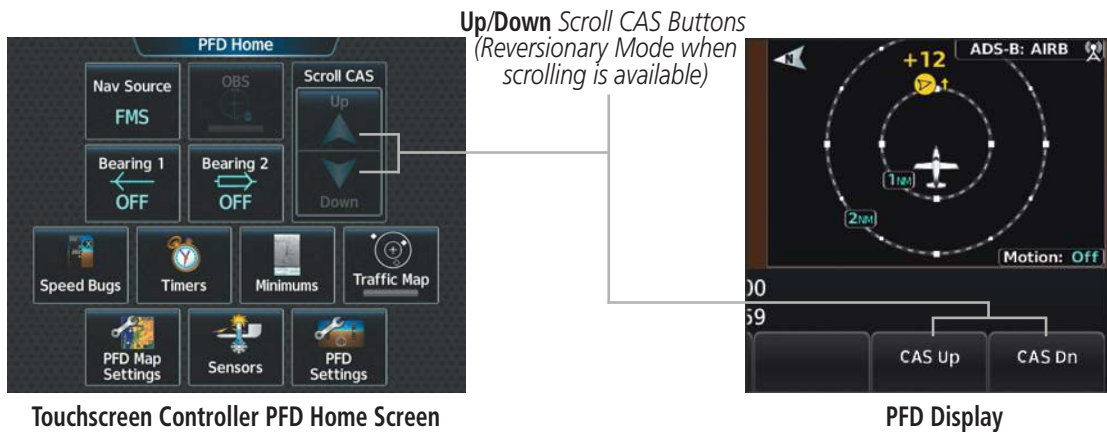 Up/Down Scroll CAS Buttons
(Reversionary Mode when
scrolling is available)
PFD Home
Nav Source
FMS
OBS
Scroll CAS
Up
Down
Bearing 1
OFF
Bearing 2
OFF
Speed Bugs
Timers
Minimums
Traffic Map
PFD Map
Settings
Sensors
PFD
Settings
Touchscreen Controller PFD Home Screen
N
+12
ADS-B: AIRB
1NM
2NM
Motion: Off
00
59
CAS Up
CAS Dn
PFD Display